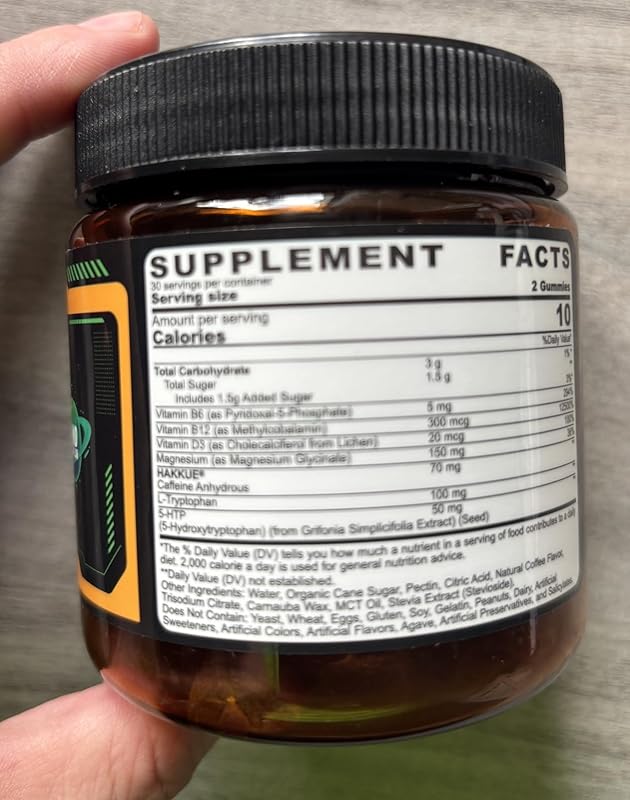 SUPPLEMENT FACTS
30 servings per container
Serving size 2 Gummies
Amount per serving
Calories 10
%Daily Value*
Total Carbohydrate 3 g 1%*
Total Sugar 1.5 g **
Includes 1.5g Added Sugar 3%*
Vitamin B6 (as Pyridoxal-5-Phosphate) 5 mg 294%
Vitamin B12 (as Methylcobalamin) 300 mcg 12500%
Vitamin D3 (as Cholecalciferol from Lichen) 20 mcg 100%
Magnesium (as Magnesium Glycinate) 150 mg 36%
HAKKUE® 70 mg **
Caffeine Anhydrous
L-Tryptophan 100 mg **
5-HTP 50 mg **
(5-Hydroxytryptophan) (from Grifonia Simplicifolia Extract) (Seed)
*The % Daily Value (DV) tells you how much a nutrient in a serving of food contributes to a daily
diet. 2,000 calorie a day is used for general nutrition advice.
**Daily Value (DV) not established.
Other Ingredients: Water, Organic Cane Sugar, Pectin, Citric Acid, Natural Coffee Flavor,
Trisodium Citrate, Carnauba Wax, MCT Oil, Stevia Extract (Stevioside).
Does Not Contain: Yeast, Wheat, Eggs, Gluten, Soy, Gelatin, Peanuts, Dairy, Artificial
Sweeteners, Artificial Colors, Artificial Flavors, Agave, Artificial Preservatives, and Salicylates.